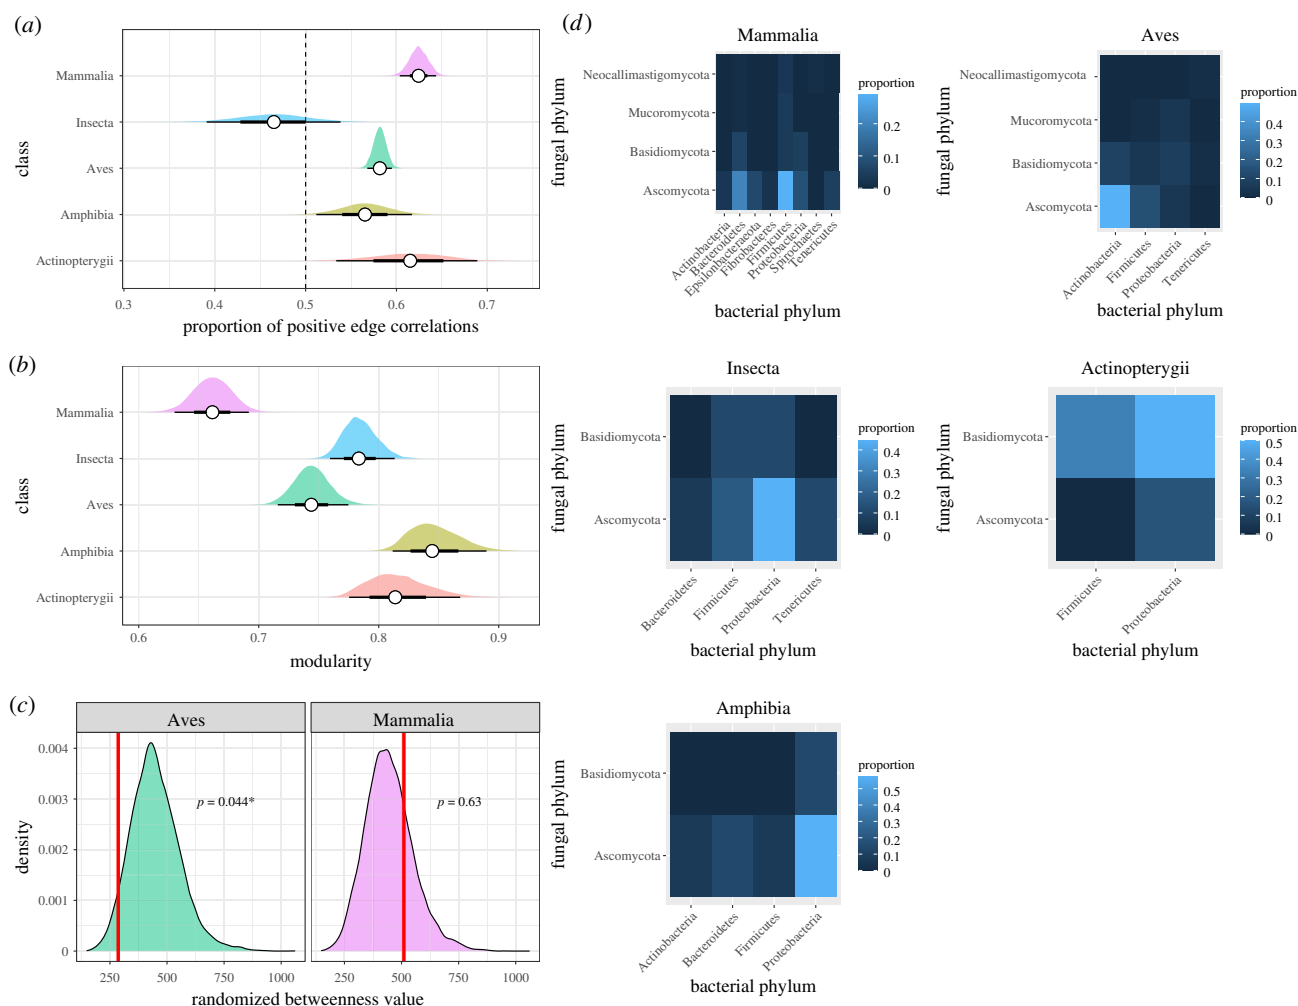 (a)
Mammalia
Insecta
Aves
Amphibia
Actinopterygii
class
0.3 0.4 0.5 0.6 0.7
proportion of positive edge correlations
(b)
Mammalia
Insecta
Aves
Amphibia
Actinopterygii
class
0.6 0.7 0.8 0.9
modularity
(c)
Aves Mammalia
0.004
0.003
0.002
0.001
0
density
p = 0.044*
p = 0.63
250 500 750 1000 250 500 750 1000
randomized betweenness value
(d)
Mammalia
Neocallimastigomycota
Mucoromycota
Basidiomycota
Ascomycota
fungal phylum
Actinobacteria
Bacteroidetes
Epsilonbacteraeota
Fibrobacteres
Firmicutes
Proteobacteria
Spirochaetes
Tenericutes
bacterial phylum
proportion
0.2
0.1
0
Aves
Neocallimastigomycota
Mucoromycota
Basidiomycota
Ascomycota
fungal phylum
Actinobacteria
Firmicutes
Proteobacteria
Tenericutes
bacterial phylum
proportion
0.4
0.3
0.2
0.1
0
Insecta
Basidiomycota
Ascomycota
fungal phylum
Bacteroidetes
Firmicutes
Proteobacteria
Tenericutes
bacterial phylum
proportion
0.4
0.3
0.2
0.1
0
Actinopterygii
Basidiomycota
Ascomycota
fungal phylum
Firmicutes
Proteobacteria
bacterial phylum
proportion
0.5
0.4
0.3
0.2
0.1
0
Amphibia
Basidiomycota
Ascomycota
fungal phylum
Actinobacteria
Bacteroidetes
Firmicutes
Proteobacteria
bacterial phylum
proportion
0.5
0.4
0.3
0.2
0.1
0